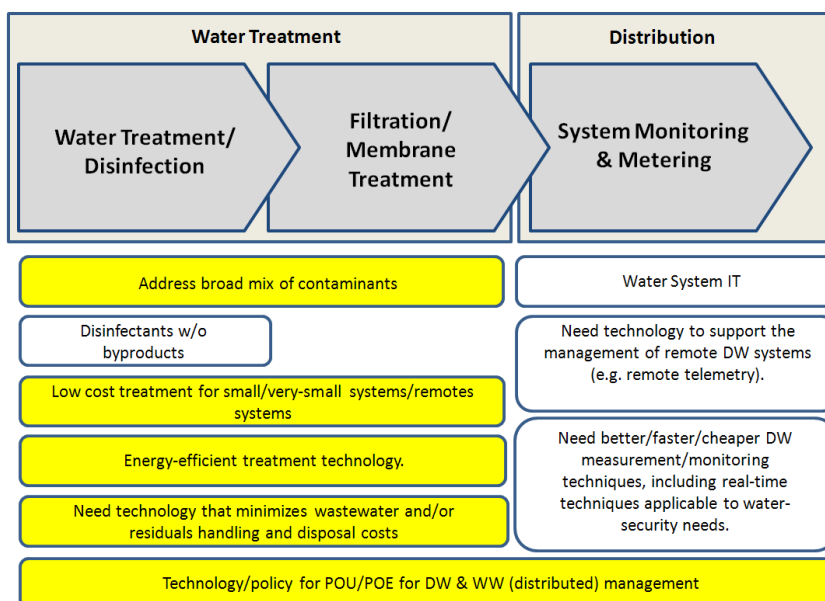 Water Treatment
Distribution
Water Treatment/
Disinfection
Filtration/
Membrane
Treatment
System Monitoring
& Metering
Address broad mix of contaminants
Disinfectants w/o
byproducts
Low cost treatment for small/very-small systems/remotes
systems
Energy-efficient treatment technology.
Need technology that minimizes wastewater and/or
residuals handling and disposal costs
Water System IT
Need technology to support the
management of remote DW systems
(e.g. remote telemetry).
Need better/faster/cheaper DW
measurement/monitoring
techniques, including real-time
techniques applicable to water-
security needs.
Technology/policy for POU/POE for DW & WW (distributed) management